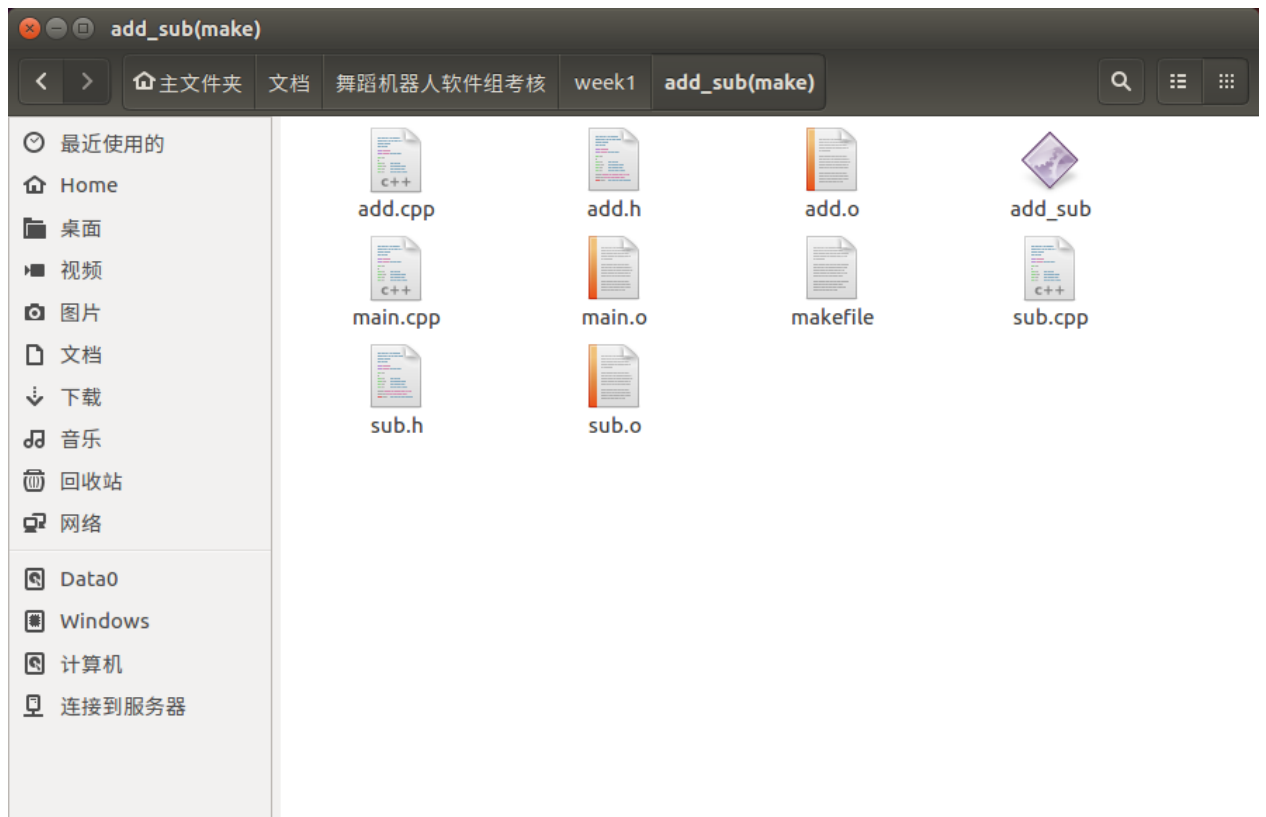 add_sub(make)
主文件夹 文档 舞蹈机器人软件组考核 week1 add_sub(make)
最近使用的
Home
桌面
视频
图片
文档
下载
音乐
回收站
网络
Data0
Windows
计算机
连接到服务器
c++ c++
add.cpp add.h add.o add_sub
c++ c++
main.cpp main.o makefile sub.cpp
sub.h sub.o